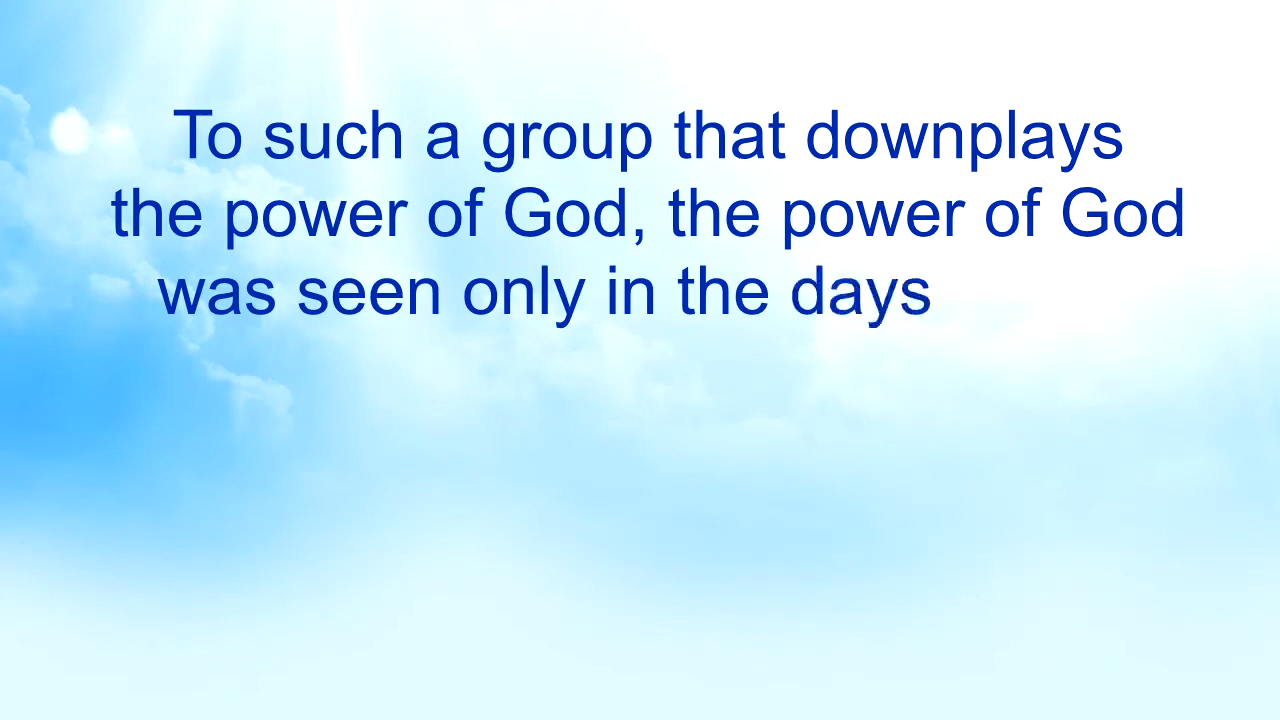 To such a group that downplays
the power of God, the power of God
was seen only in the days